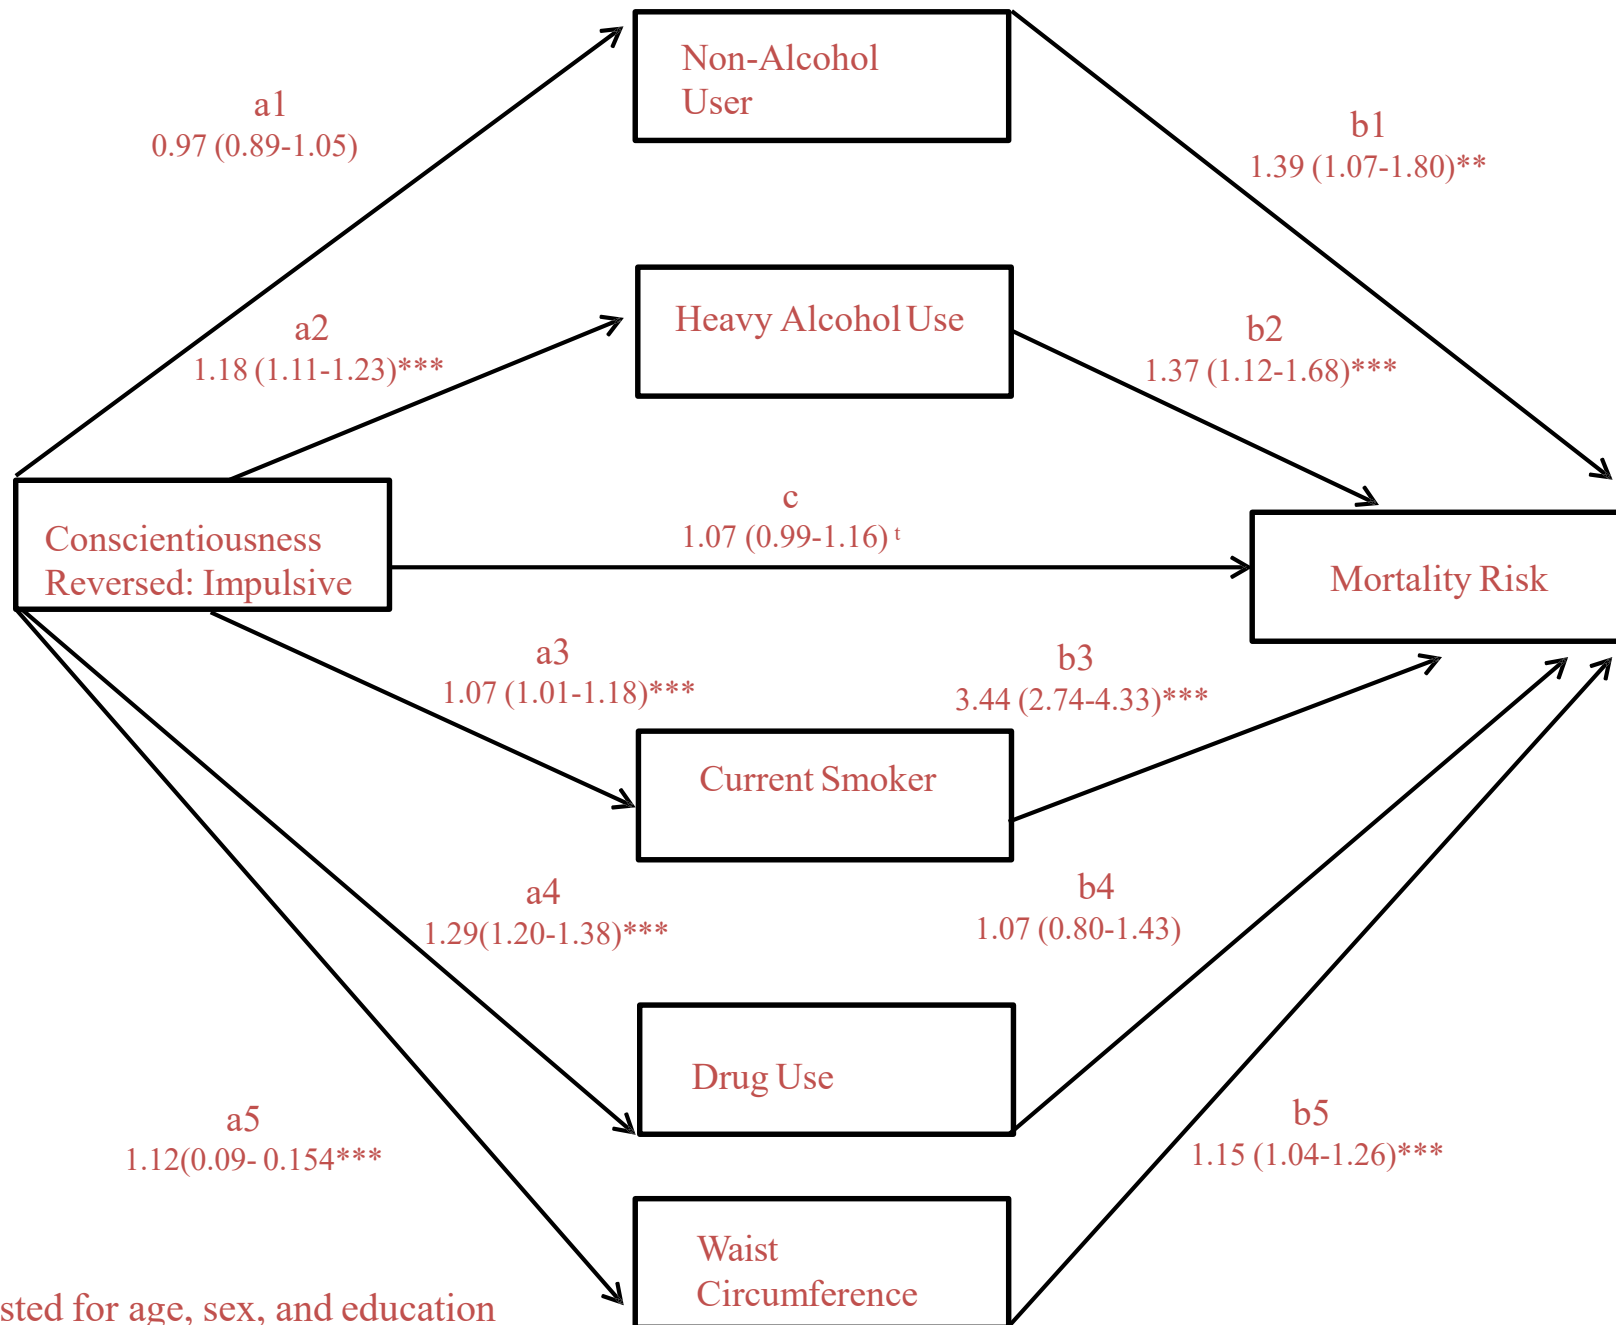 Non-Alcohol
User
a1
0.97 (0.89-1.05)
b1
1.39 (1.07-1.80)**
Heavy Alcohol Use
a2
1.18 (1.11-1.23)***
b2
1.37 (1.12-1.68)***
c
1.07 (0.99-1.16) t
Conscientiousness
Reversed: Impulsive
Mortality Risk
a3
1.07 (1.01-1.18)***
b3
3.44 (2.74-4.33)***
Current Smoker
a4
1.29(1.20-1.38)***
b4
1.07 (0.80-1.43)
Drug Use
a5
1.12(0.09- 0.154***
b5
1.15 (1.04-1.26)***
Waist
Circumference
sted for age, sex, and education